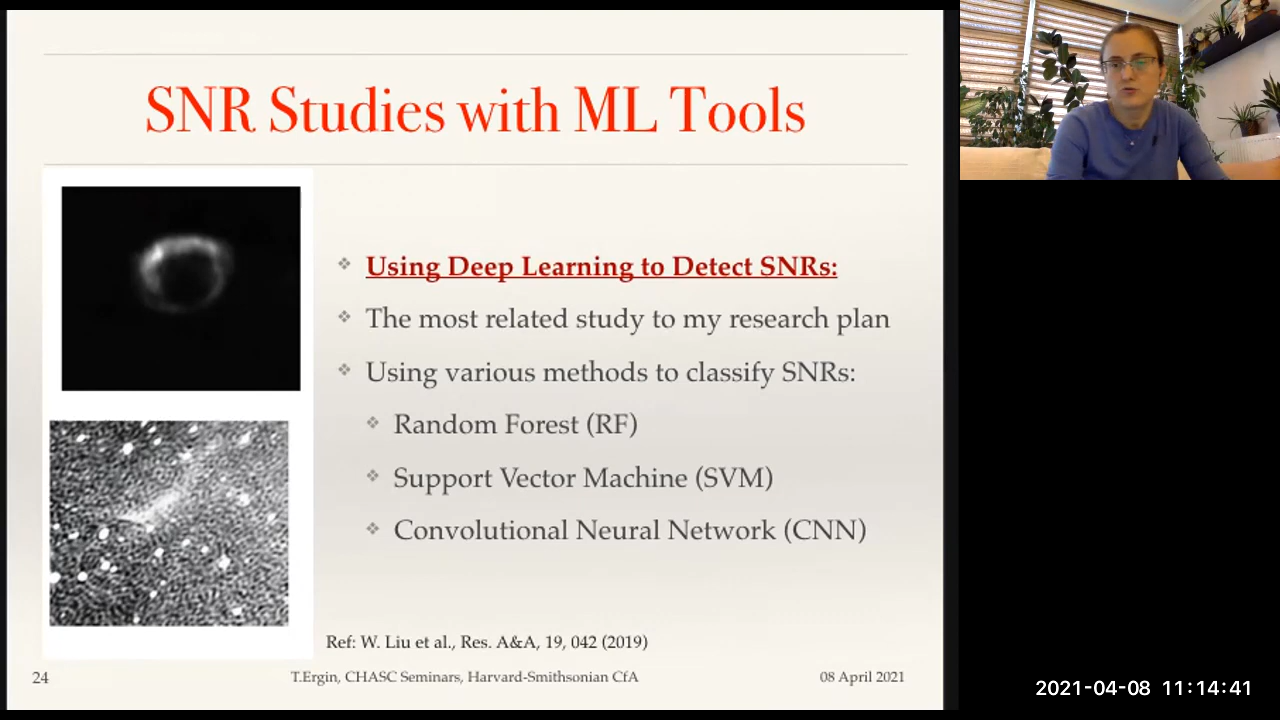 SNR Studies with ML Tools
Using Deep Learning to Detect SNRs:
The most related study to my research plan
Using various methods to classify SNRs:
Random Forest (RF)
Support Vector Machine (SVM)
Convolutional Neural Network (CNN)
Ref: W. Liu et al., Res. A&A, 19, 042 (2019)
24
T.Ergin, CHASC Seminars, Harvard-Smithsonian CfA
08 April 2021
2021-04-08 11:14:41